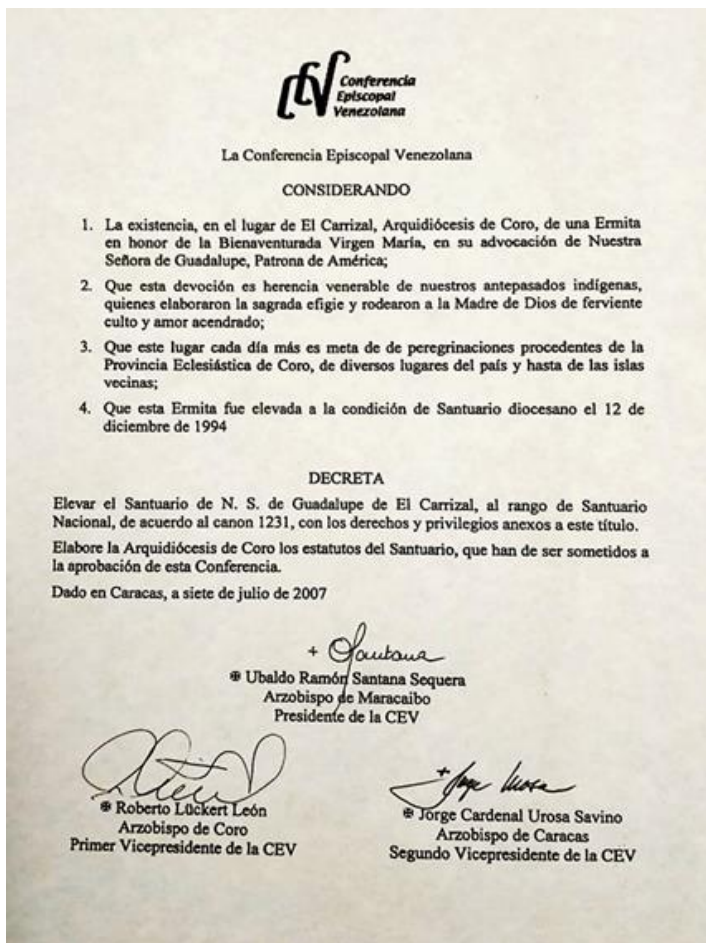 CEV Conferencia
Episcopal
Venezolana
La Conferencia Episcopal Venezolana
CONSIDERANDO
1. La existencia, en el lugar de El Carrizal, Arquidiócesis de Coro, de una Ermita
en honor de la Bienaventurada Virgen María, en su advocación de Nuestra
Señora de Guadalupe, Patrona de América;
2. Que esta devoción es herencia venerable de nuestros antepasados indígenas,
quienes elaboraron la sagrada efigie y rodearon a la Madre de Dios de ferviente
culto y amor acendrado;
3. Que este lugar cada día más es meta de de peregrinaciones procedentes de la
Provincia Eclesiástica de Coro, de diversos lugares del país y hasta de las islas
vecinas;
4. Que esta Ermita fue elevada a la condición de Santuario diocesano el 12 de
diciembre de 1994
DECRETA
Elevar el Santuario de N. S. de Guadalupe de El Carrizal, al rango de Santuario
Nacional, de acuerdo al canon 1231, con los derechos y privilegios anexos a este título.
Elabore la Arquidiócesis de Coro los estatutos del Santuario, que han de ser sometidos a
la aprobación de esta Conferencia.
Dado en Caracas, a siete de julio de 2007
+ Santana
✠ Ubaldo Ramón Santana Sequera
Arzobispo de Maracaibo
Presidente de la CEV
✠ Roberto Lückert León
Arzobispo de Coro
Primer Vicepresidente de la CEV
+ Jorge Urosa
✠ Jorge Cardenal Urosa Savino
Arzobispo de Caracas
Segundo Vicepresidente de la CEV